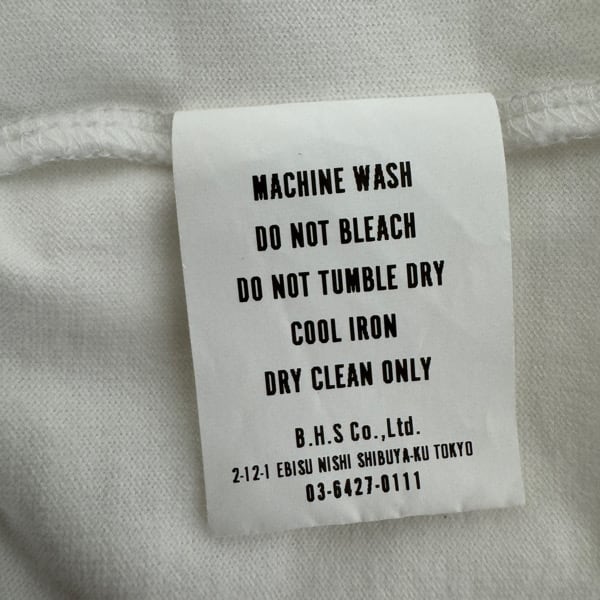 MACHINE WASH
DO NOT BLEACH
DO NOT TUMBLE DRY
COOL IRON
DRY CLEAN ONLY
B.H.S Co.,Ltd.
2-12-1 EBISU NISHI SHIBUYA-KU TOKYO
03-6427-0111